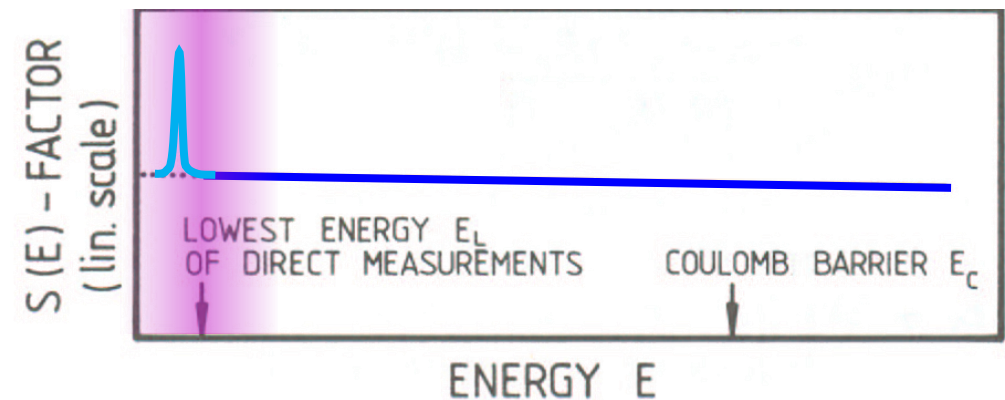 S(E)-FACTOR
(lin. scale)
LOWEST ENERGY E_L
OF DIRECT MEASUREMENTS
COULOMB BARRIER E_C
ENERGY E